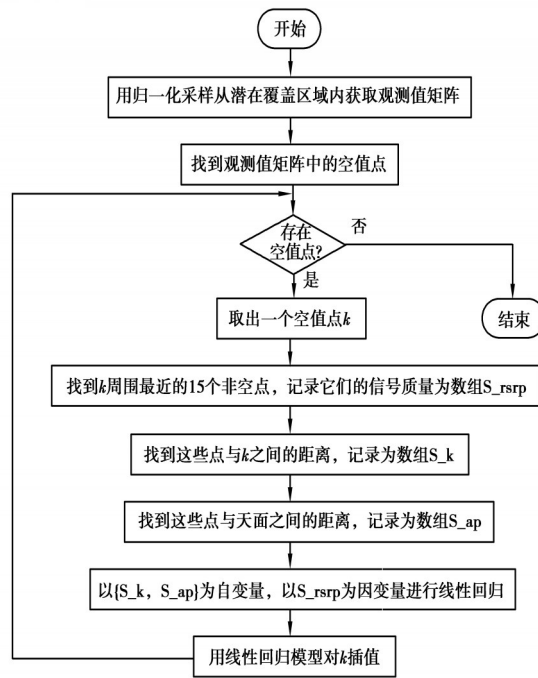 开始
用归一化采样从潜在覆盖区域内获取观测值矩阵
找到观测值矩阵中的空值点
存在
空值点?
否
是
取出一个空值点k
结束
找到k周围最近的15个非空点，记录它们的信号质量为数组S_rsrp
找到这些点与k之间的距离，记录为数组S_k
找到这些点与天面之间的距离，记录为数组S_ap
以{S_k，S_ap}为自变量，以S_rsrp为因变量进行线性回归
用线性回归模型对k插值